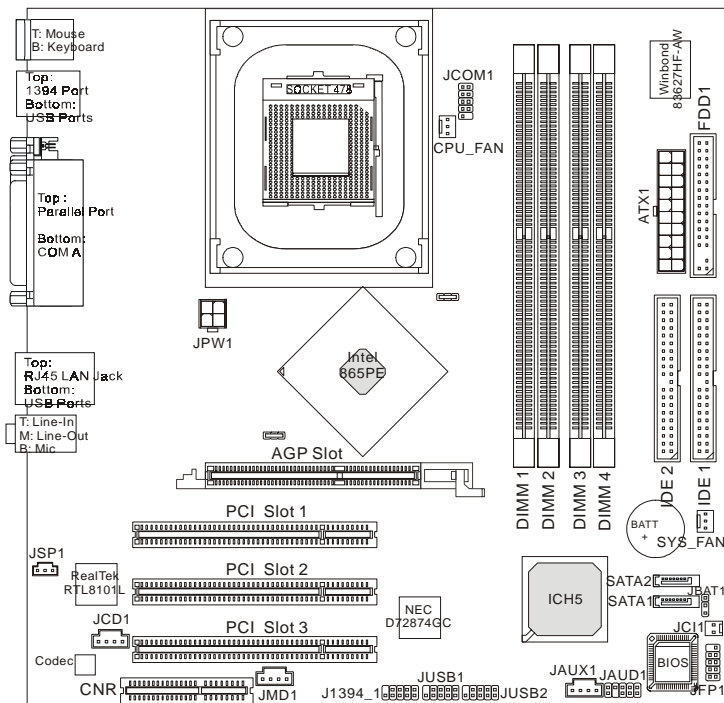 T: Mouse
B: Keyboard
Top:
1394 Port
Bottom:
USB Ports
Top :
Parallel Port
Bottom:
COM A
Top:
RJ45 LAN Jack
Bottom:
USB Ports
T: Line-In
M: Line-Out
B: Mic
SOCKET 478
JCOM1
CPU_FAN
Winbond
83627HF-AW
FDD1
ATX1
JPW1
Intel
865PE
AGP Slot
DIMM 1
DIMM 2
DIMM 3
DIMM 4
IDE 2
IDE 1
BATT
+
SYS_FAN
PCI Slot 1
PCI Slot 2
PCI Slot 3
JSP1
RealTek
RTL8101L
JCD1
Codec
CNR
JMD1
NEC
D72874GC
ICH5
SATA2
SATA1
JBAT1
JCI1
BIOS
JFP1
J1394_1
JUSB1
JUSB2
JAUX1
JAUD1